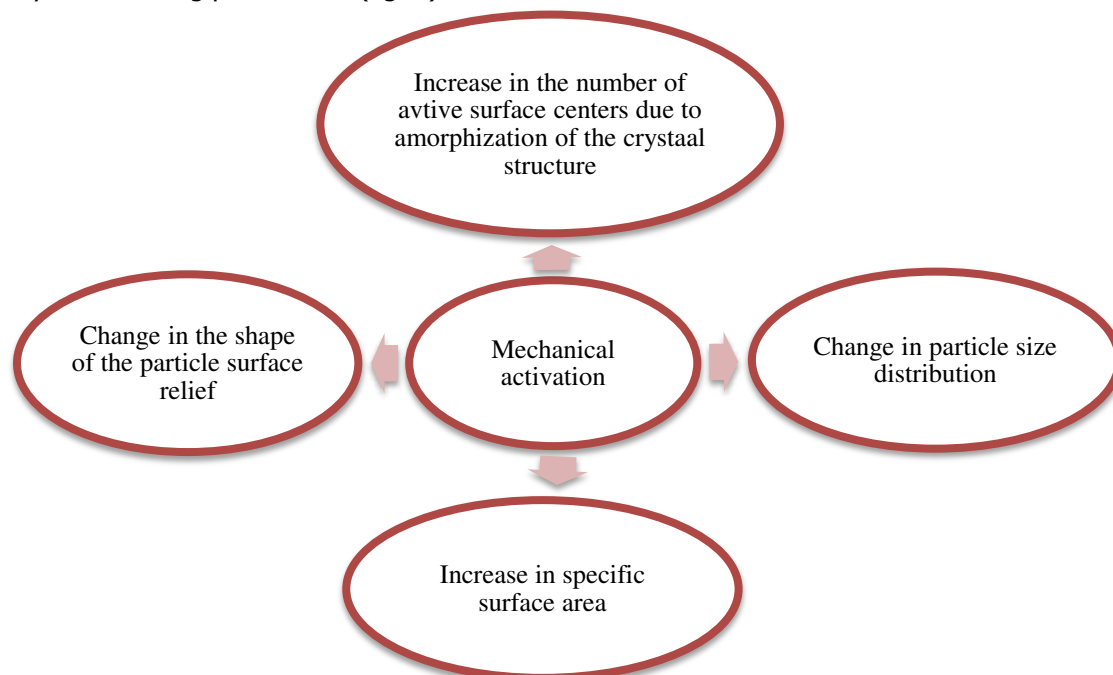 Increase in the number of
avtive surface centers due to
amorphization of the crystaal
structure
Change in the shape
of the particle surface
relief
Mechanical
activation
Change in particle size
distribution
Increase in specific
surface area